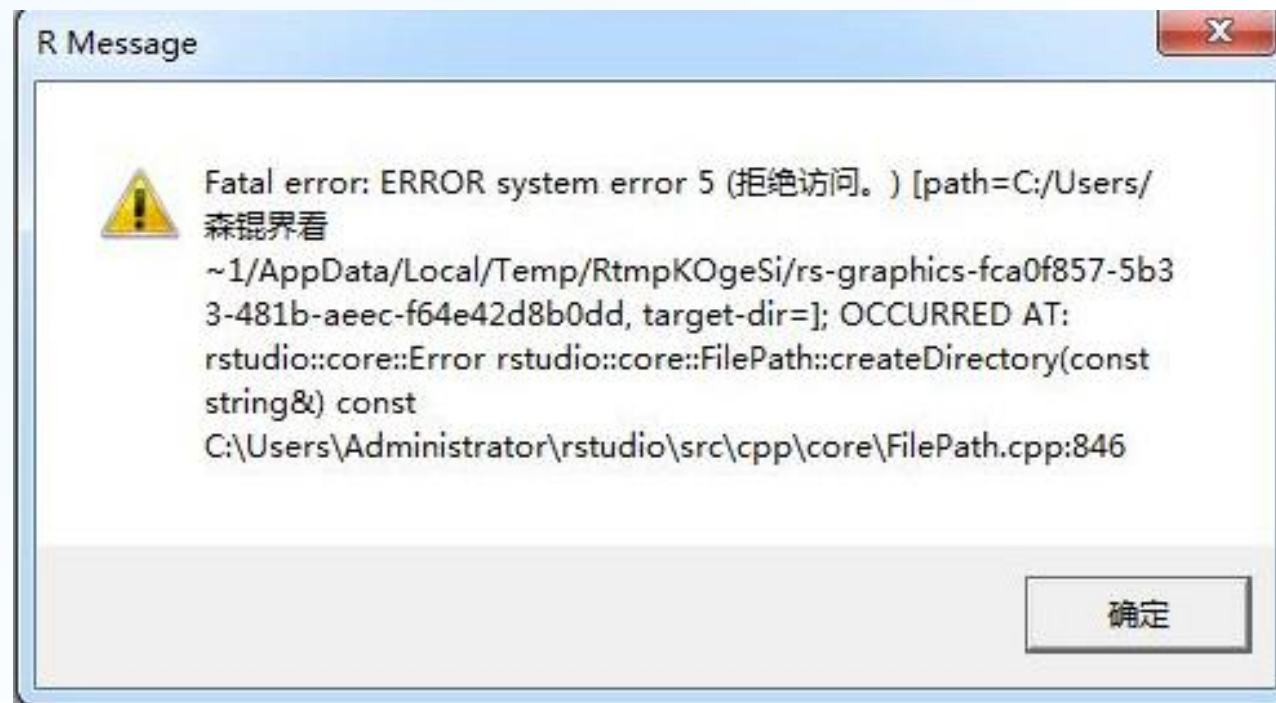 R Message
Fatal error: ERROR system error 5 (拒绝访问。) [path=C:/Users/
森锟界看
~1/AppData/Local/Temp/RtmpKOgeSi/rs-graphics-fca0f857-5b3
3-481b-aeec-f64e42d8b0dd, target-dir=]; OCCURRED AT:
rstudio::core::Error rstudio::core::FilePath::createDirectory(const
string&) const
C:\Users\Administrator\rstudio\src\cpp\core\FilePath.cpp:846
确定